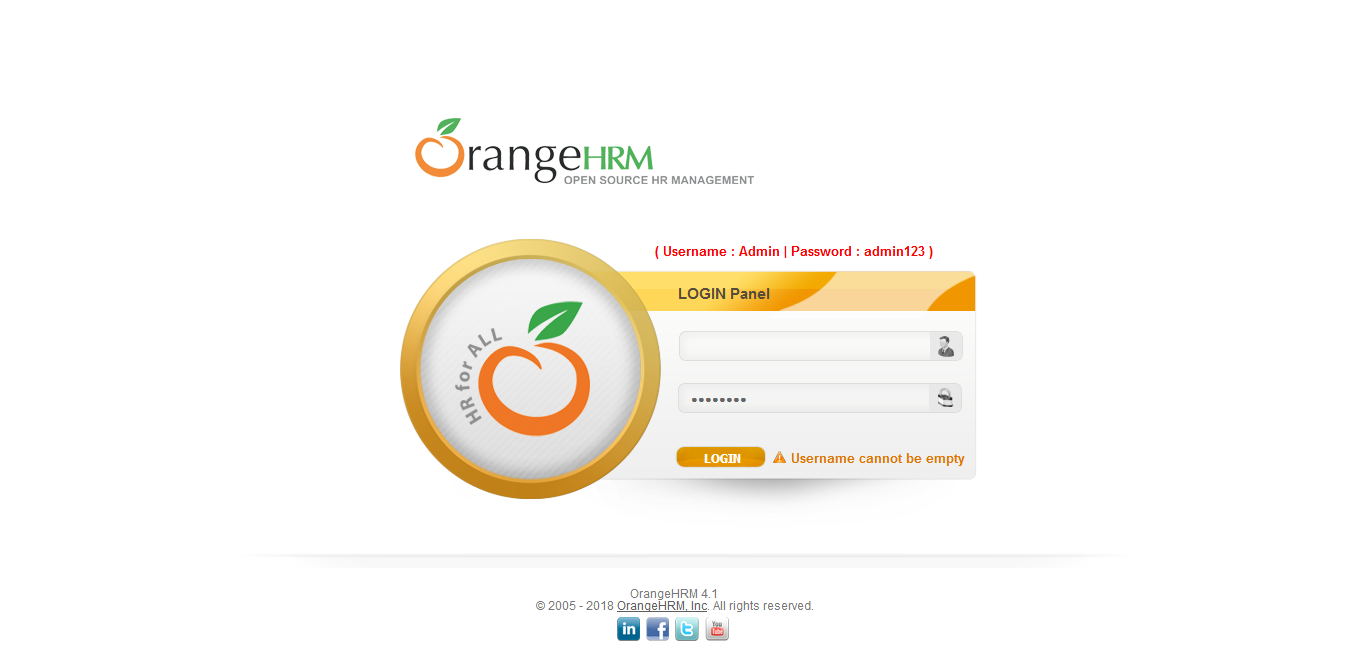 OrangeHRM
OPEN SOURCE HR MANAGEMENT
( Username : Admin | Password : admin123 )
LOGIN Panel
HR for ALL
••••••••
LOGIN Username cannot be empty
OrangeHRM 4.1
© 2005 - 2018 OrangeHRM, Inc. All rights reserved.
in f t You Tube